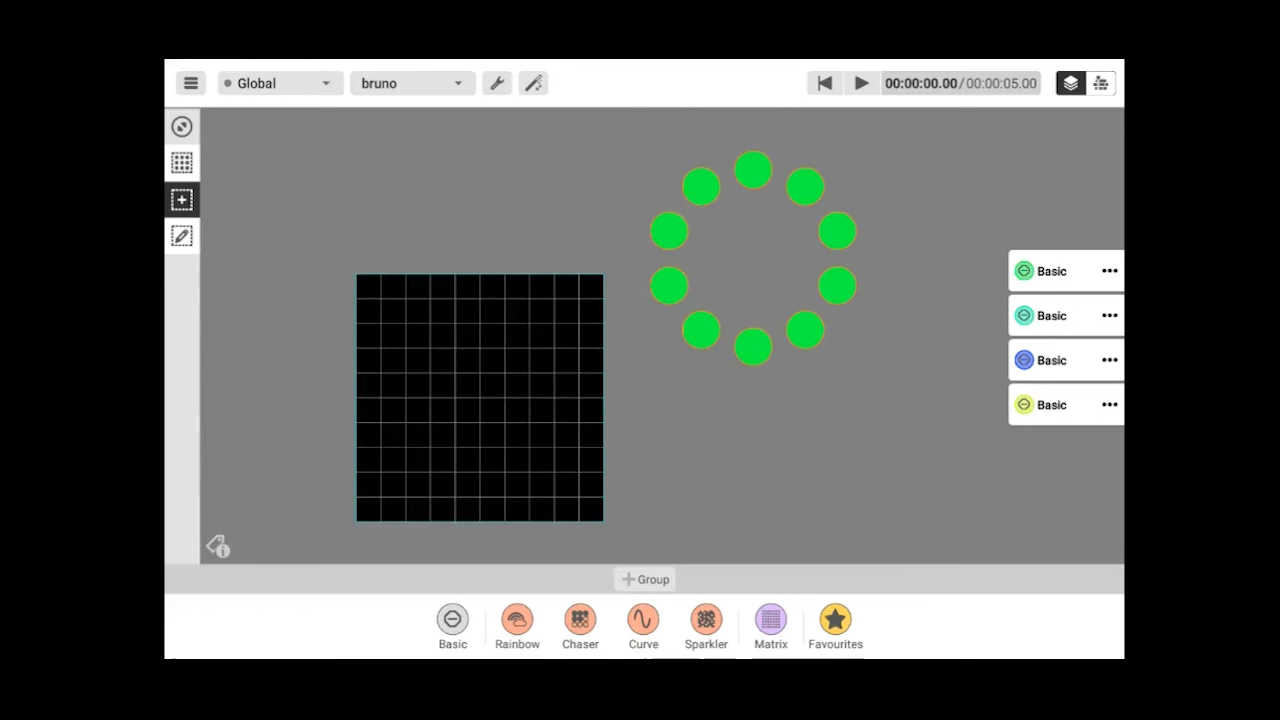 Global bruno 00:00:00.00/00:00:05.00
Basic
Basic
Basic
Basic
+Group
Basic Rainbow Chaser Curve Sparkler Matrix Favourites